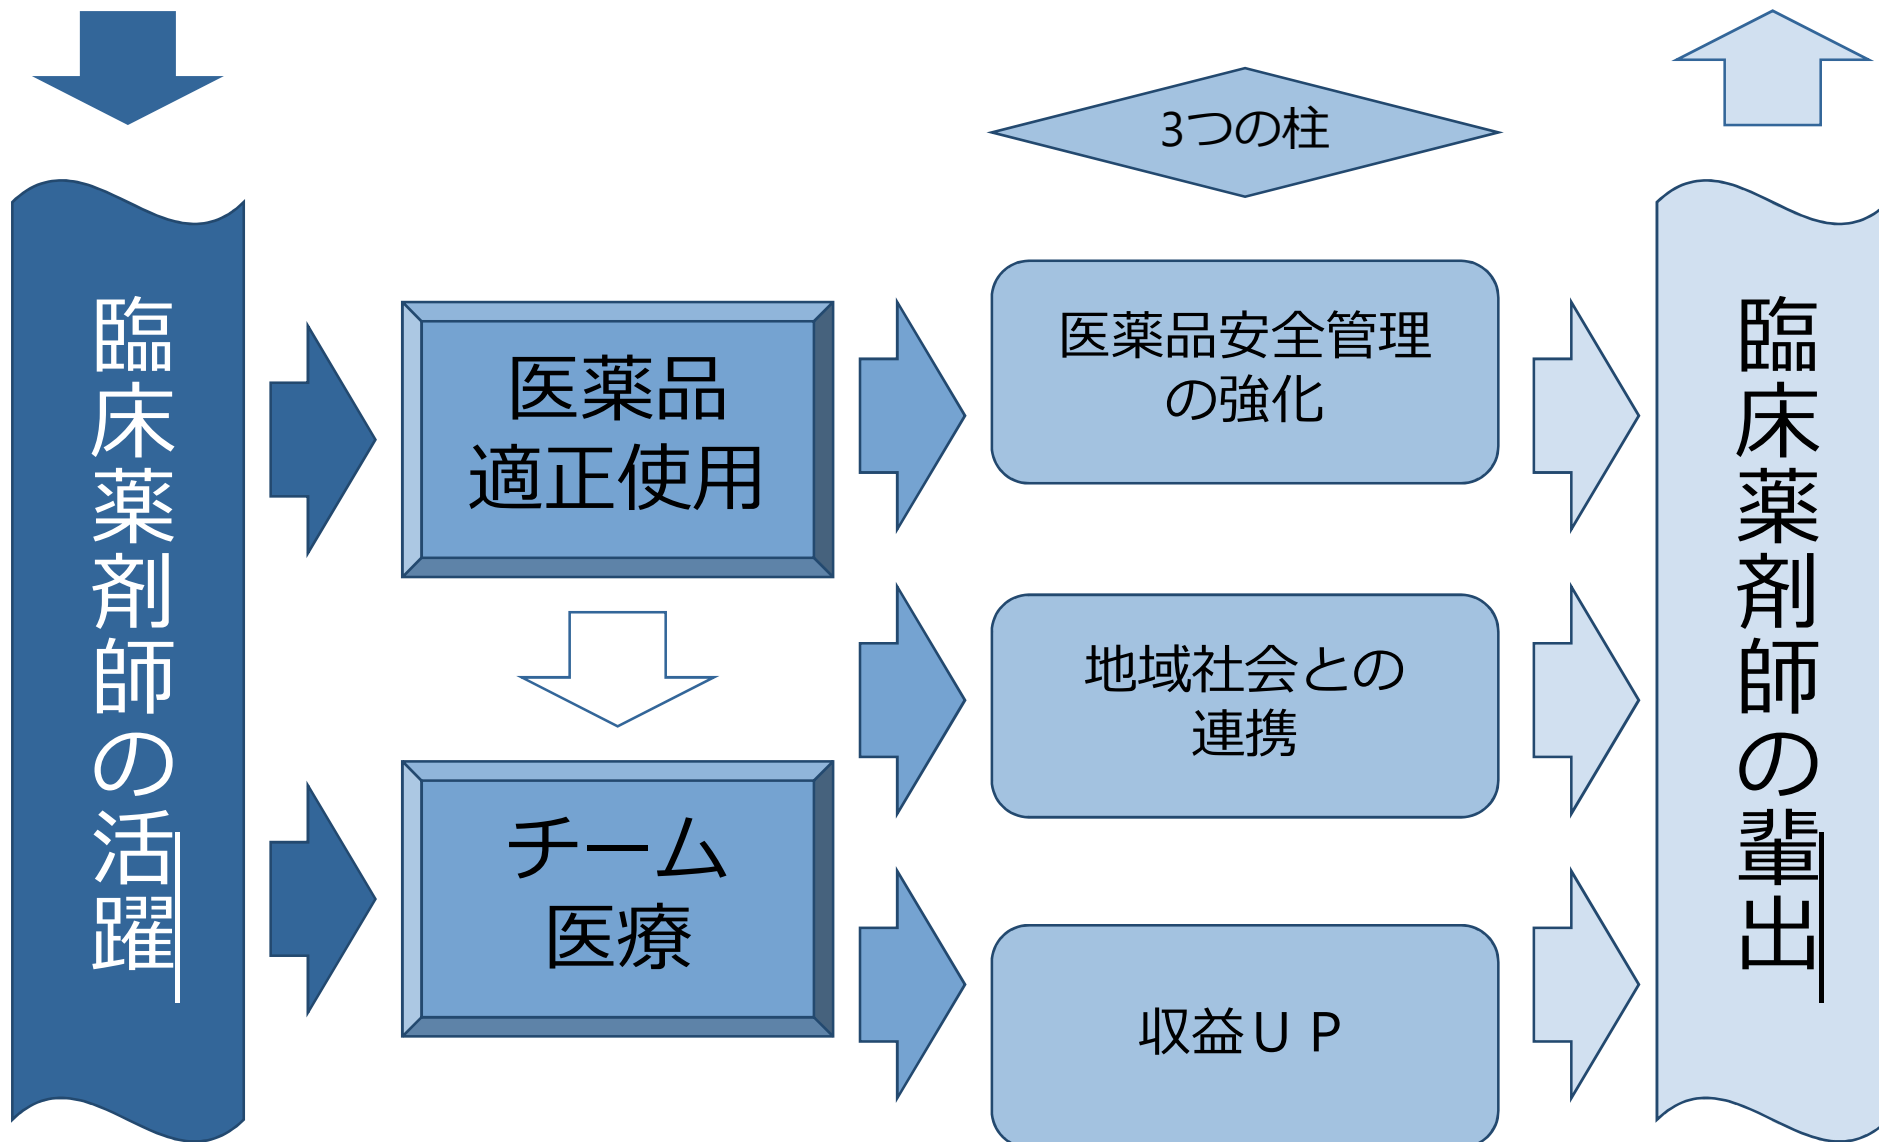 臨床薬剤師の活躍
医薬品
適正使用
チーム
医療
3つの柱
医薬品安全管理
の強化
地域社会との
連携
収益ＵＰ
臨床薬剤師の輩出